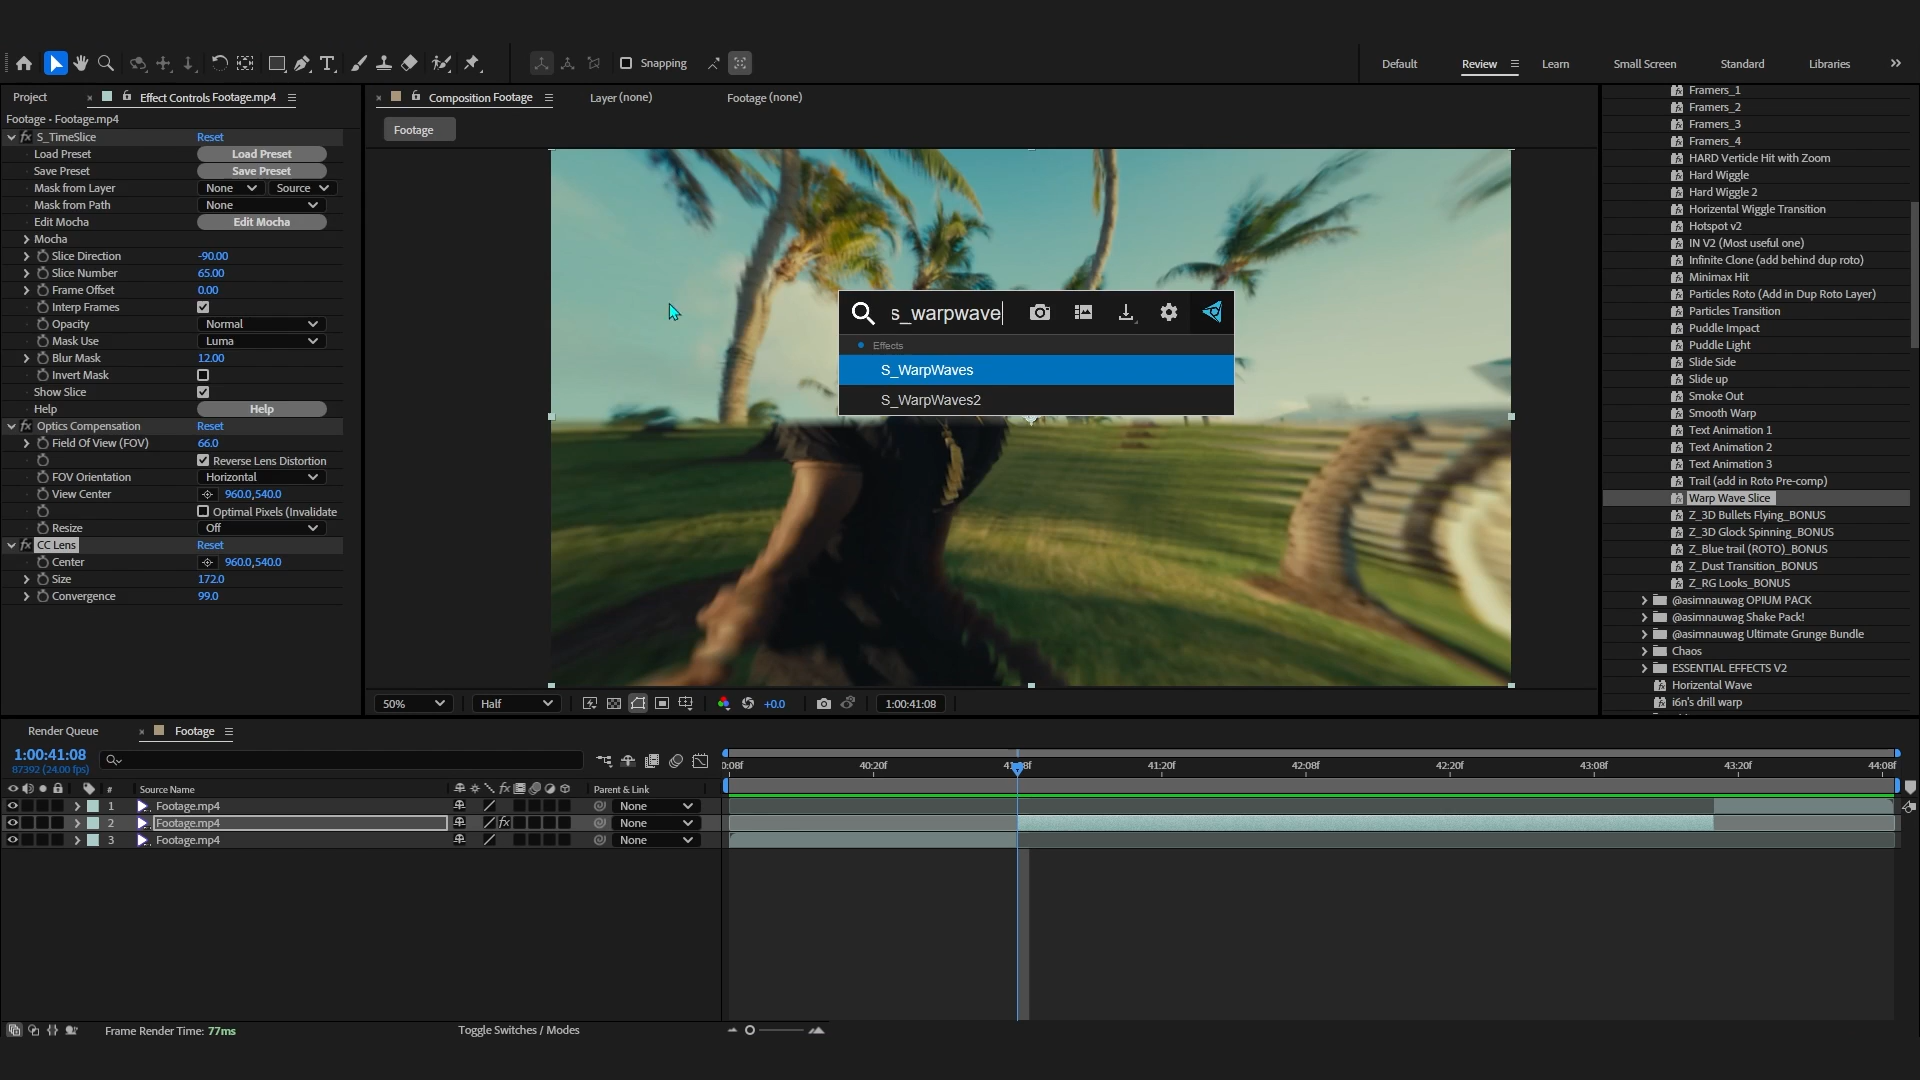 Snapping
Default
Review
Learn
Small Screen
Standard
Libraries
Project
Effect Controls Footage.mp4
Footage • Footage.mp4
S_TimeSlice Reset
Load Preset Load Preset
Save Preset Save Preset
Mask from Layer None Source
Mask from Path None
Edit Mocha Edit Mocha
Mocha
Slice Direction -90.00
Slice Number 65.00
Frame Offset 0.00
Interp Frames
Opacity Normal
Mask Use Luma
Blur Mask 12.00
Invert Mask
Show Slice
Help Help
Optics Compensation Reset
Field Of View (FOV) 66.0
Reverse Lens Distortion
FOV Orientation Horizontal
View Center 960.0,540.0
Optimal Pixels (Invalidate
Resize Off
CC Lens Reset
Center 960.0,540.0
Size 172.0
Convergence 99.0
Composition Footage
Layer (none)
Footage (none)
Footage
s_warpwave
Effects
S_WarpWaves
S_WarpWaves2
50%
Half
+0.0
1:00:41:08
Framers_1
Framers_2
Framers_3
Framers_4
HARD Verticle Hit with Zoom
Hard Wiggle
Hard Wiggle 2
Horizental Wiggle Transition
Hotspot v2
IN V2 (Most useful one)
Infinite Clone (add behind dup roto)
Minimax Hit
Particles Roto (Add in Dup Roto Layer)
Particles Transition
Puddle Impact
Puddle Light
Slide Side
Slide up
Smoke Out
Smooth Warp
Text Animation 1
Text Animation 2
Text Animation 3
Trail (add in Roto Pre-comp)
Warp Wave Slice
Z_3D Bullets Flying_BONUS
Z_3D Glock Spinning_BONUS
Z_Blue trail (ROTO)_BONUS
Z_Dust Transition_BONUS
Z_RG Looks_BONUS
@asimnauwag OPIUM PACK
@asimnauwag Shake Pack!
@asimnauwag Ultimate Grunge Bundle
Chaos
ESSENTIAL EFFECTS V2
Horizental Wave
i6n's drill warp
Render Queue
Footage
1:00:41:08
87392 (24.00 fps)
0:08f 40:20f 41:20f 42:08f 42:20f 43:08f 43:20f 44:08f
# Source Name Parent & Link
1 Footage.mp4 None
2 Footage.mp4 None
3 Footage.mp4 None
Frame Render Time: 77ms
Toggle Switches / Modes